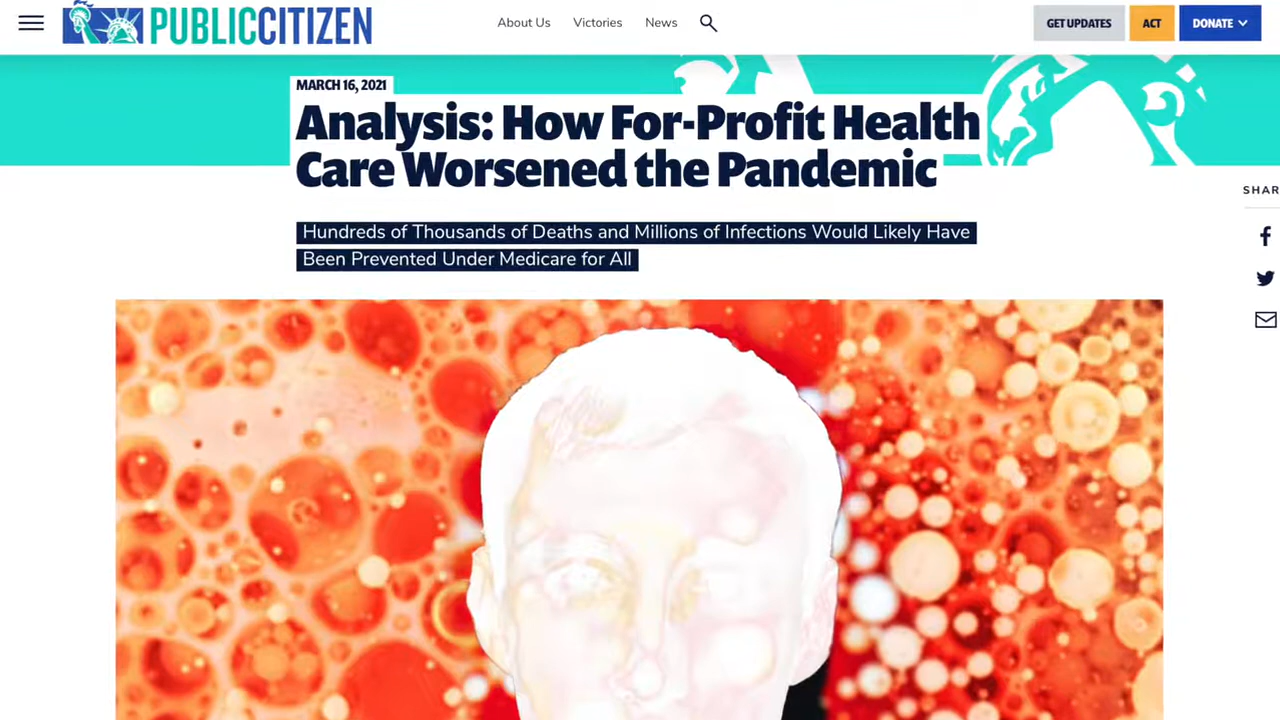 PUBLICCITIZEN
About Us
Victories
News
GET UPDATES
ACT
DONATE
MARCH 16, 2021
Analysis: How For-Profit Health
Care Worsened the Pandemic
Hundreds of Thousands of Deaths and Millions of Infections Would Likely Have
Been Prevented Under Medicare for All
SHAR